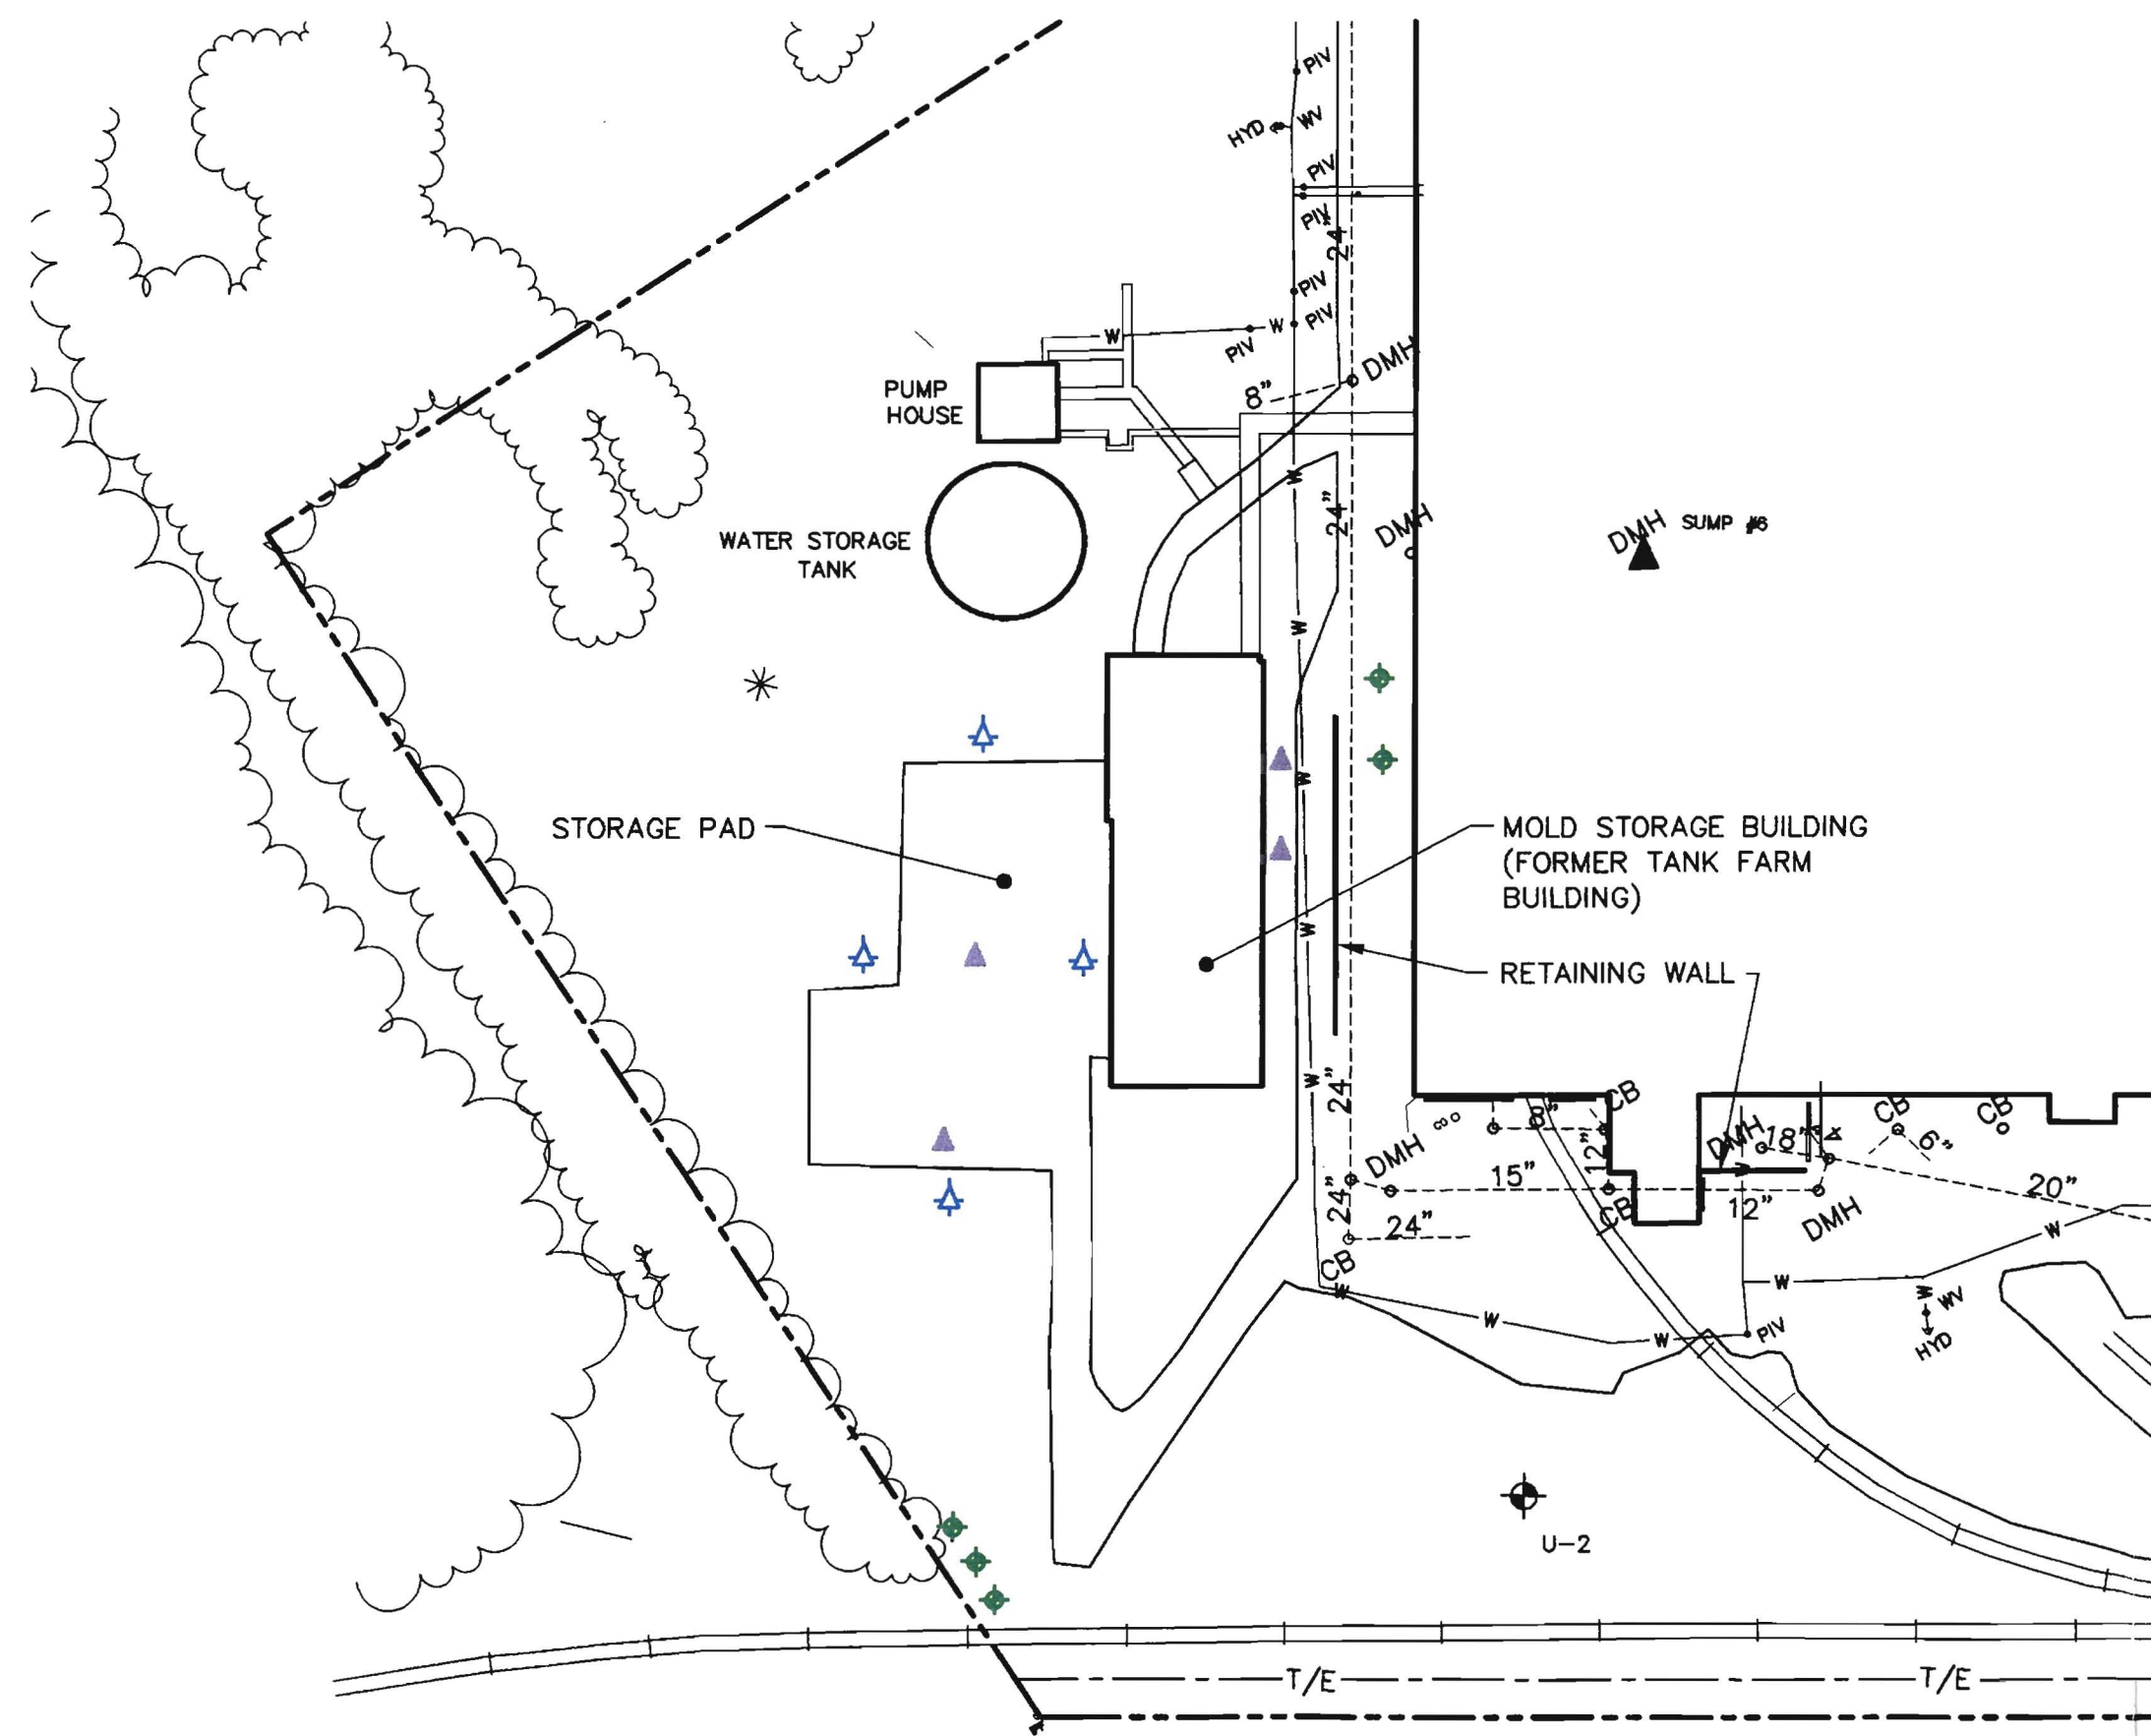 PIV
HYD
WV
PIV
PIV
24"
PIV
W
W
PIV
PIV
DMH
8"
PUMP
HOUSE
W
24"
DMH
DMH
SUMP #6
WATER STORAGE
TANK
W
W
STORAGE PAD
MOLD STORAGE BUILDING
(FORMER TANK FARM
BUILDING)
W
RETAINING WALL
W
24"
DMH
8"
CB
12"
DMH
18"
CB
CB
6"
24"
15"
CB
12"
DMH
20"
24"
CB
W
W
W
W
W
W
WV
HYD
PIV
U-2
T/E
T/E